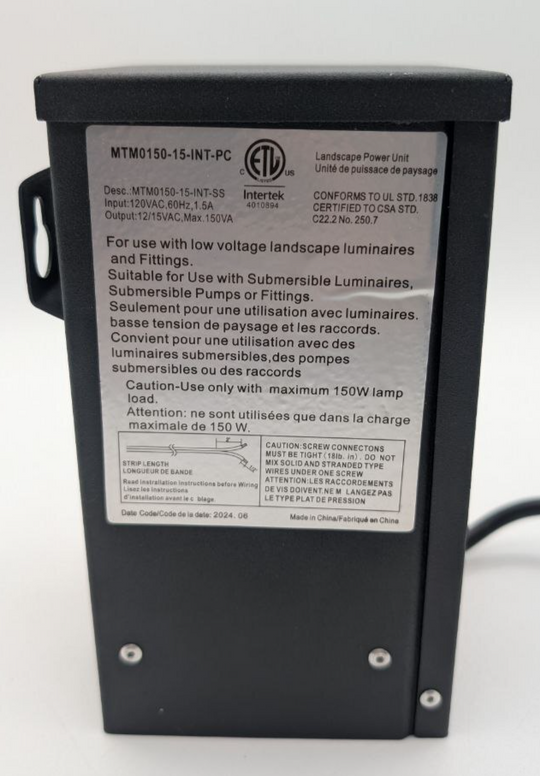 MTM0150-15-INT-PC
C ETL US
Intertek
4010894
Landscape Power Unit
Unité de puissace de paysage
Desc.:MTM0150-15-INT-SS
Input:120VAC,60Hz,1.5A
Output:12/15VAC,Max.150VA
CONFORMS TO UL STD.1838
CERTIFIED TO CSA STD.
C22.2 No. 250.7
For use with low voltage landscape luminaires
and Fittings.
Suitable for Use with Submersible Luminaires,
Submersible Pumps or Fittings.
Seulement pour une utilisation avec luminaires.
basse tension de paysage et les raccords.
Convient pour une utilisation avec des
luminaires submersibles,des pompes
submersibles ou des raccords
Caution-Use only with maximum 150W lamp
load.
Attention: ne sont utilisées que dans la charge
maximale de 150 W.
STRIP LENGTH
LONGUEUR DE BANDE
Read installation instructions before Wiring
Lisez les instructions
d'installation avant le c blage.
CAUTION:SCREW CONNECTONS
MUST BE TIGHT (18lb. in) . DO NOT
MIX SOLID AND STRANDED TYPE
WIRES UNDER ONE SCREW
ATTENTION:LES RACCORDEMENTS
DE VIS DOIVENT.NE M LANGEZ PAS
LE TYPE PLAT DE PRESSION
Date Code/Code de la date: 2024. 06
Made in China/Fabriqué en China